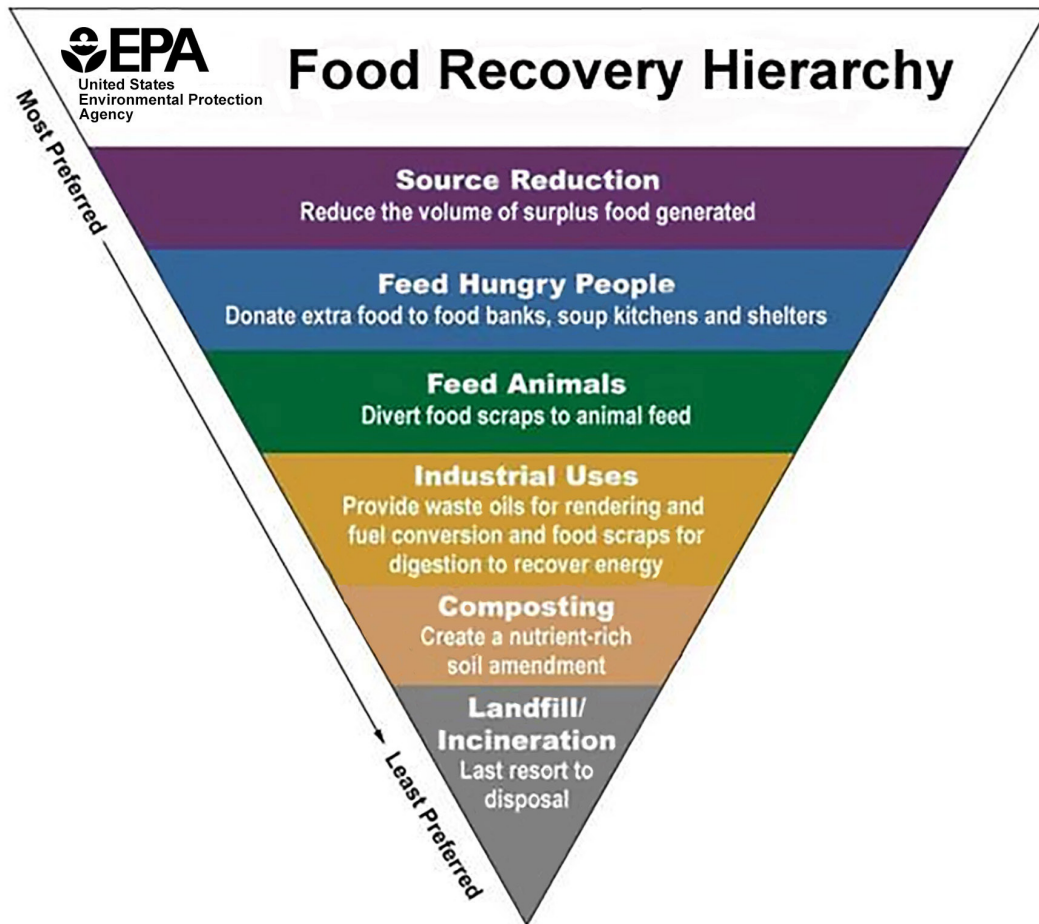 EPA
United States
Environmental Protection
Agency
Food Recovery Hierarchy
Most Preferred
Source Reduction
Reduce the volume of surplus food generated
Feed Hungry People
Donate extra food to food banks, soup kitchens and shelters
Feed Animals
Divert food scraps to animal feed
Industrial Uses
Provide waste oils for rendering and
fuel conversion and food scraps for
digestion to recover energy
Composting
Create a nutrient-rich
soil amendment
Landfill/
Incineration
Last resort to
disposal
Least Preferred